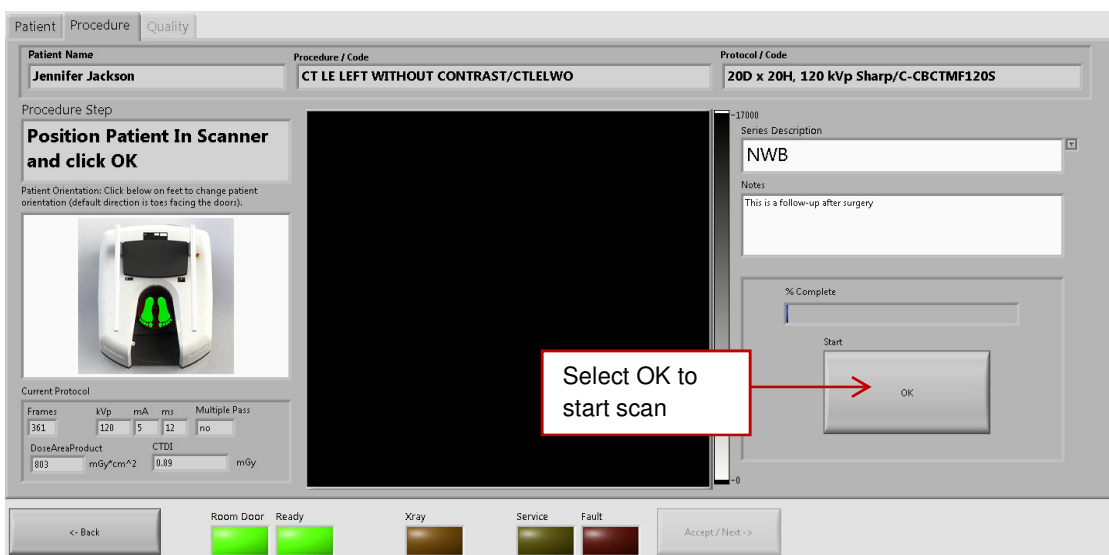 Patient Procedure Quality
Patient Name
Jennifer Jackson
Procedure / Code
CT LE LEFT WITHOUT CONTRAST/CTLELWO
Protocol / Code
20D x 20H, 120 kVp Sharp/C-CBCTMF120S
Procedure Step
Position Patient In Scanner
and click OK
Patient Orientation: Click below on feet to change patient
orientation (default direction is toes facing the doors).
Current Protocol
Frames kVp mA ms Multiple Pass
361 120 5 12 no
DoseAreaProduct CTDI
803 mGy*cm^2 0.89 mGy
-17000
-0
Series Description
NWB
Notes
This is a follow-up after surgery
% Complete
Start
OK
Select OK to
start scan
<- Back
Room Door Ready Xray Service Fault
Accept / Next ->